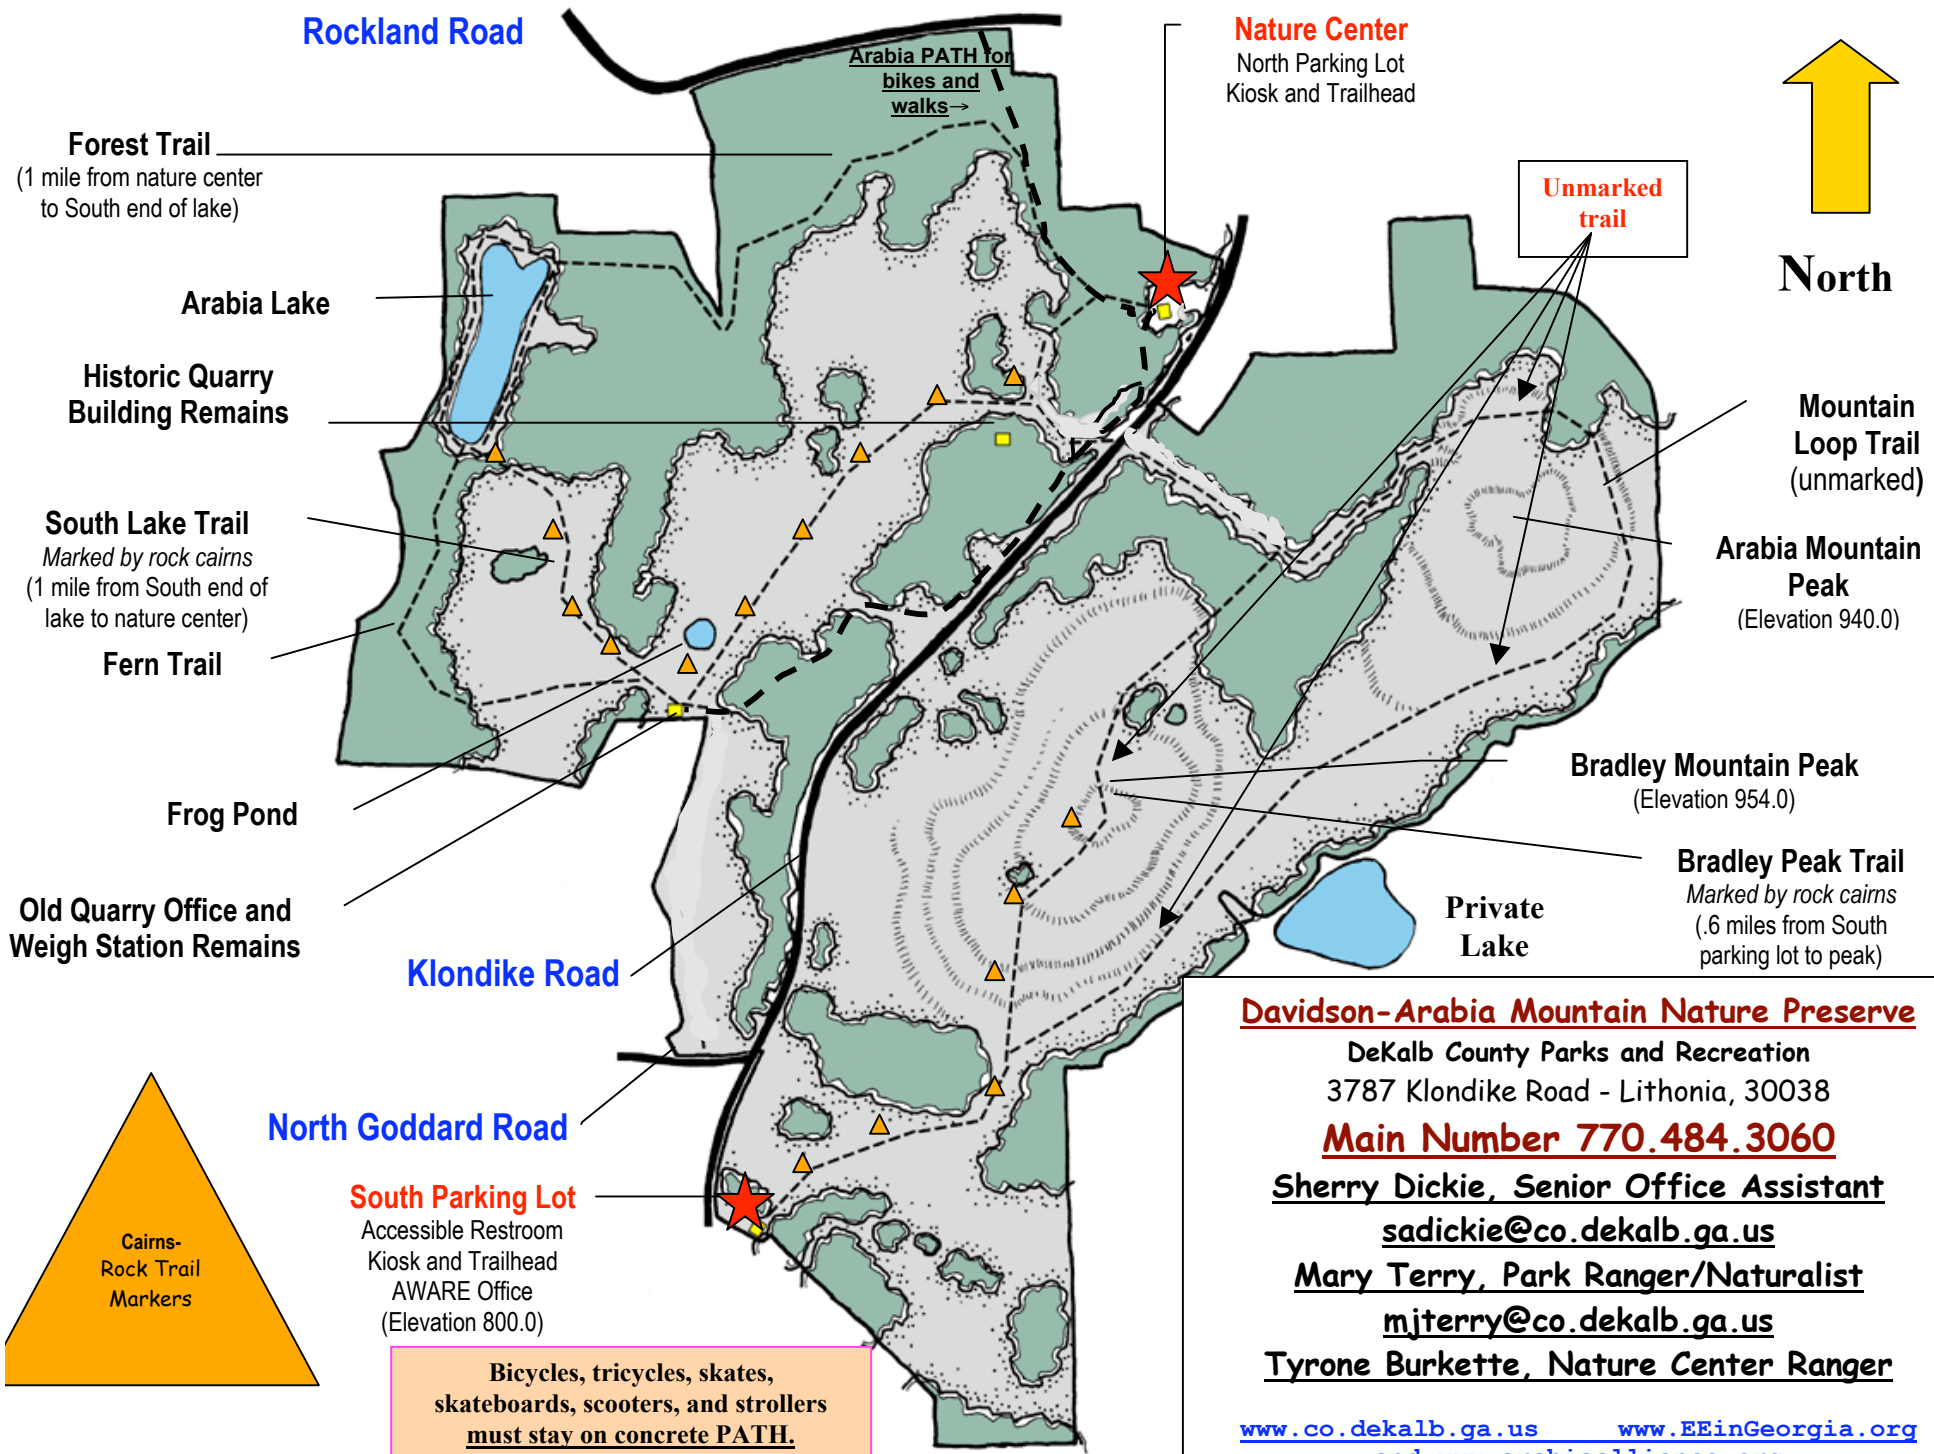 Rockland Road
Arabia PATH for
bikes and
walks→
Nature Center
North Parking Lot
Kiosk and Trailhead
North
Unmarked
trail
Forest Trail
(1 mile from nature center
to South end of lake)
Arabia Lake
Historic Quarry
Building Remains
South Lake Trail
Marked by rock cairns
(1 mile from South end of
lake to nature center)
Fern Trail
Frog Pond
Old Quarry Office and
Weigh Station Remains
Klondike Road
North Goddard Road
South Parking Lot
Accessible Restroom
Kiosk and Trailhead
AWARE Office
(Elevation 800.0)
Cairns-
Rock Trail
Markers
Bicycles, tricycles, skates,
skateboards, scooters, and strollers
must stay on concrete PATH.
Mountain
Loop Trail
(unmarked)
Arabia Mountain
Peak
(Elevation 940.0)
Bradley Mountain Peak
(Elevation 954.0)
Bradley Peak Trail
Marked by rock cairns
(.6 miles from South
parking lot to peak)
Private
Lake
Davidson-Arabia Mountain Nature Preserve
DeKalb County Parks and Recreation
3787 Klondike Road - Lithonia, 30038
Main Number 770.484.3060
Sherry Dickie, Senior Office Assistant
sadickie@co.dekalb.ga.us
Mary Terry, Park Ranger/Naturalist
mjterry@co.dekalb.ga.us
Tyrone Burkette, Nature Center Ranger
www.co.dekalb.ga.us www.EEinGeorgia.org